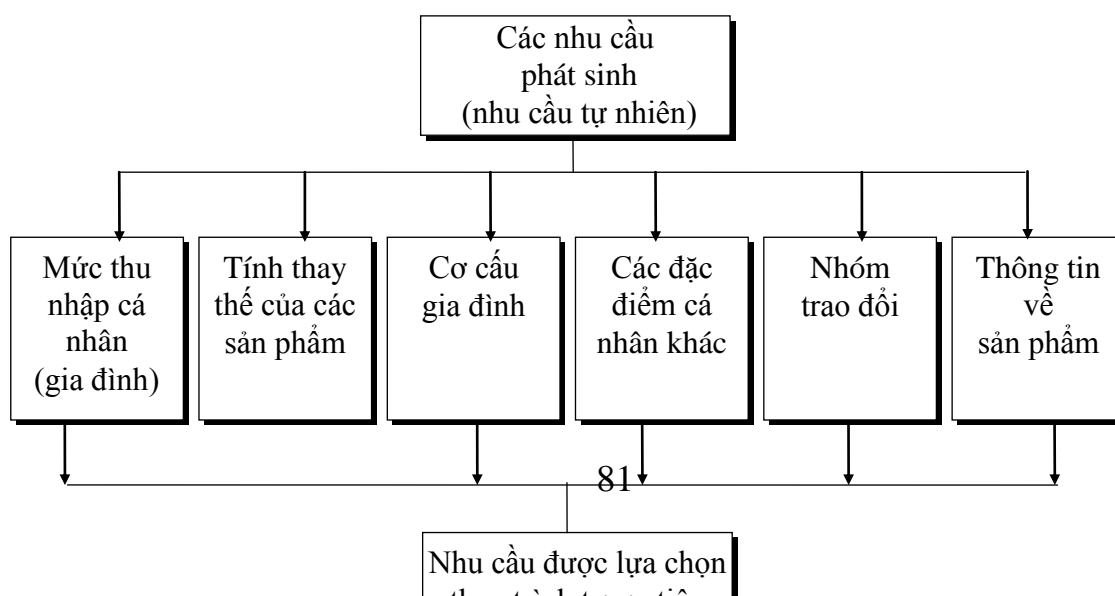 Các nhu cầu
phát sinh
(nhu cầu tự nhiên)
Mức thu
nhập cá
nhân
(gia đình)
Tính thay
thế của các
sản phẩm
Cơ cấu
gia đình
Các đặc
điểm cá
nhân khác
Nhóm
trao đổi
Thông tin
về
sản phẩm
81
Nhu cầu được lựa chọn